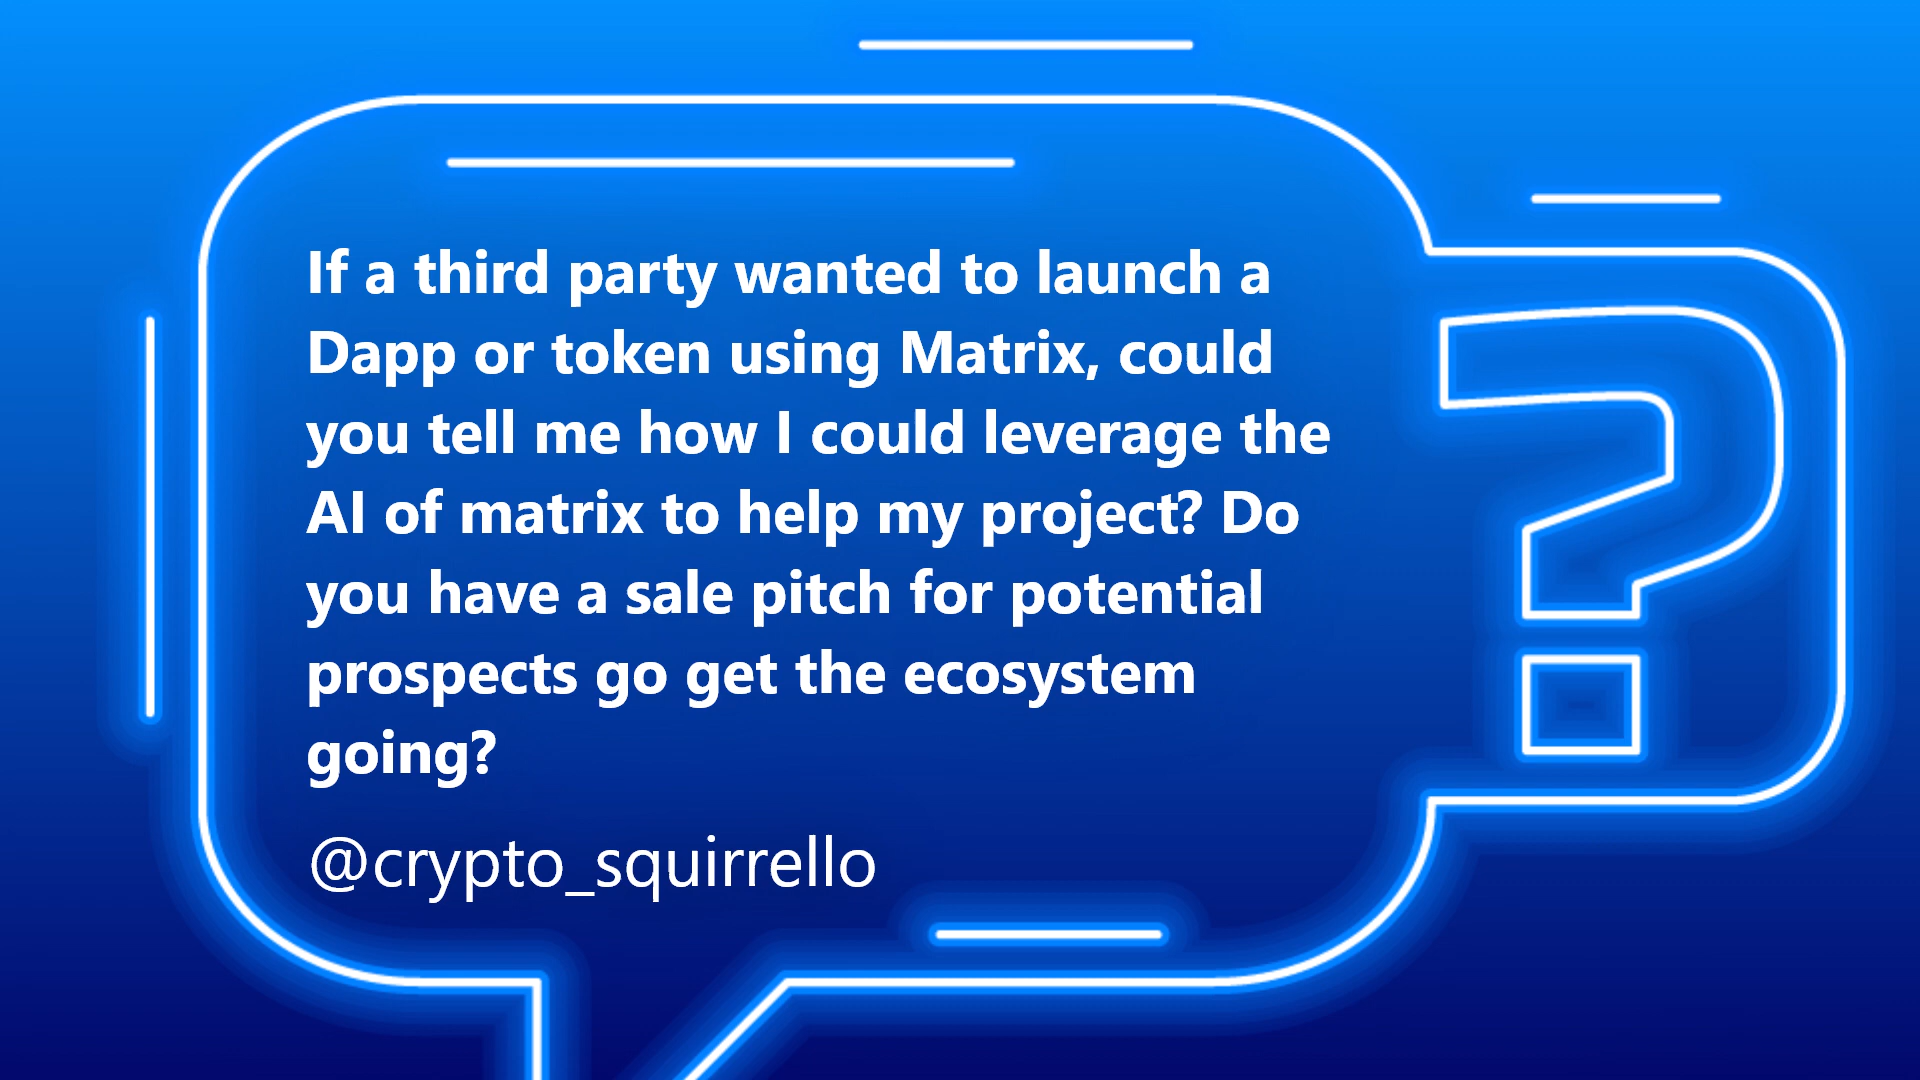 If a third party wanted to launch a
Dapp or token using Matrix, could
you tell me how I could leverage the
AI of matrix to help my project? Do
you have a sale pitch for potential
prospects go get the ecosystem
going?
@crypto_squirrello